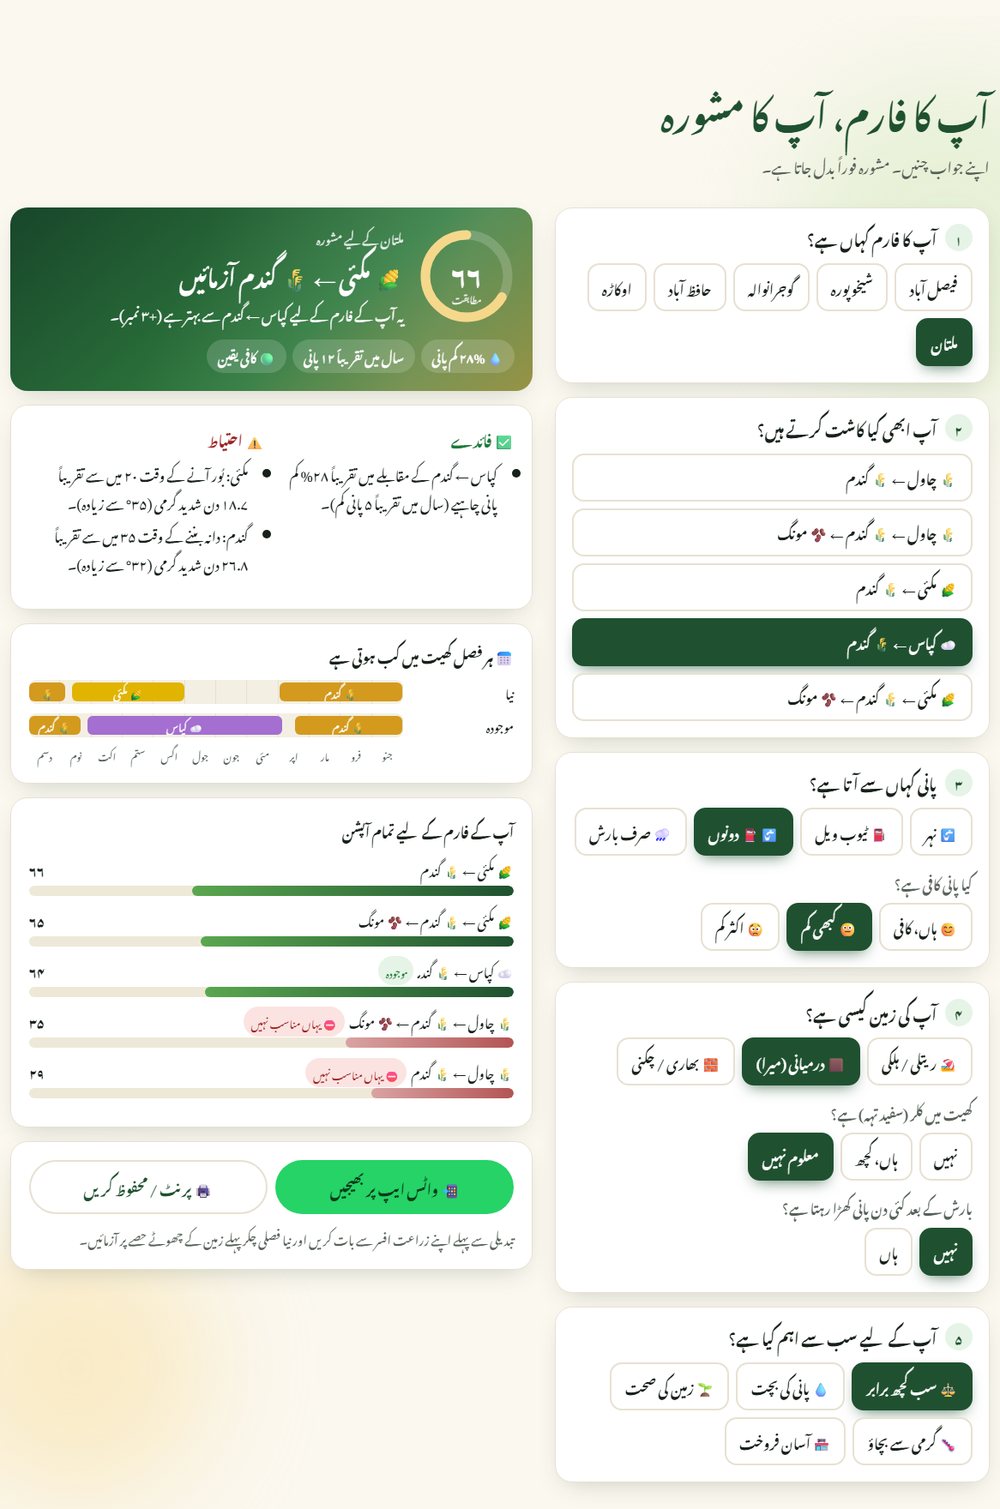 آپ کا فارم، آپ کا مشورہ
اپنے جواب چنیں۔ مشورہ فوراً بدل جاتا ہے۔
۱ آپ کا فارم کہاں ہے؟
فیصل آباد
شیخوپورہ
گوجرانوالہ
حافظ آباد
اوکاڑہ
ملتان
۲ آپ ابھی کیا کاشت کرتے ہیں؟
🌾 چاول ← 🌾 گندم
🌾 چاول ← 🌾 گندم ← 🫘 مونگ
🌽 مکئی ← 🌾 گندم
☁️ کپاس ← 🌾 گندم
🌽 مکئی ← 🌾 گندم ← 🫘 مونگ
۳ پانی کہاں سے آتا ہے؟
نہر
ٹیوب ویل
دونوں
صرف بارش
کیا پانی کافی ہے؟
ہاں، کافی
کبھی کم
اکثر کم
۴ آپ کی زمین کیسی ہے؟
ریتلی / ہلکی
درمیانی (میرا)
بھاری / چکنی
کھیت میں کلر (سفید تہہ) ہے؟
نہیں
ہاں، کچھ
معلوم نہیں
بارش کے بعد کئی دن پانی کھڑا رہتا ہے؟
نہیں
ہاں
۵ آپ کے لیے سب سے اہم کیا ہے؟
سب کچھ برابر
پانی کی بچت
زمین کی صحت
گرمی سے بچاؤ
آسان فروخت
۶۶
مطابقت
ملتان کے لیے مشورہ
🌽 مکئی ← 🌾 گندم آزمائیں
یہ آپ کے فارم کے لیے کپاس ← گندم سے بہتر ہے (+۳ نمبر)۔
۲۸% کم پانی
سال میں تقریباً ۱۲ پانی
کافی یقین
✅ فائدے
• کپاس ← گندم کے مقابلے میں تقریباً ۲۸% کم
پانی چاہیے (سال میں تقریباً ۵ پانی کم)۔
⚠️ احتیاط
• مکئی: بُور آنے کے وقت ۲۰ میں سے تقریباً
۱۸.۷ دن شدید گرمی (۳۵° سے زیادہ)۔
• گندم: دانہ بننے کے وقت ۳۵ میں سے تقریباً
۲۶.۸ دن شدید گرمی (۳۲° سے زیادہ)۔
ہر فصل کھیت میں کب ہوتی ہے
نیا
گندم
مکئی
موجودہ
گندم
کپاس
گندم
جنو فرو مار اپر مئی جون جول اگس ستم اکت نوم دسم
آپ کے فارم کے لیے تمام آپشن
🌽 مکئی ← 🌾 گندم ۶۶
🌽 مکئی ← 🌾 گندم ← 🫘 مونگ ۶۵
☁️ کپاس ← 🌾 گندم موجودہ ۶۴
🌾 چاول ← 🌾 گندم ← 🫘 مونگ ⛔ یہاں مناسب نہیں ۳۵
🌾 چاول ← 🌾 گندم ⛔ یہاں مناسب نہیں ۲۹
واٹس ایپ پر بھیجیں
پرنٹ / محفوظ کریں
تبدیلی سے پہلے اپنے زراعت افسر سے بات کریں اور نیا فصلی چکر پہلے زمین کے چھوٹے حصے پر آزمائیں۔